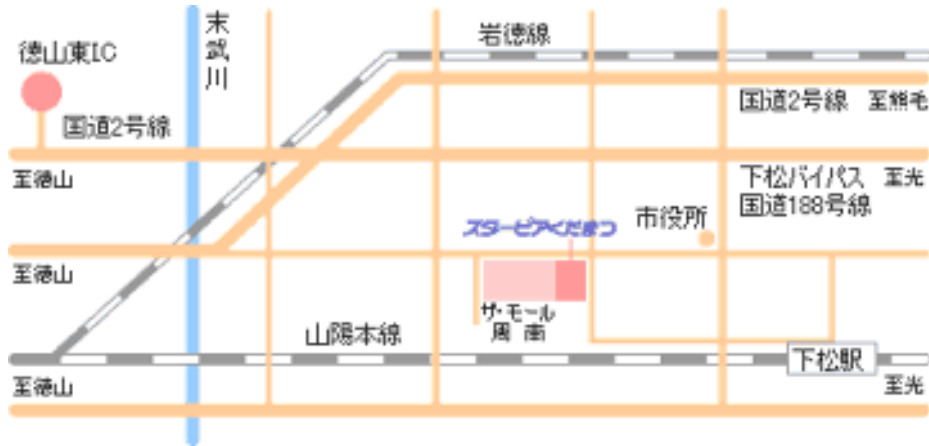 末武川
岩徳線
徳山東IC
国道2号線 至熊毛
国道2号線
至徳山
下松バイパス 至光
国道188号線
市役所
スターピアくだまつ
至徳山
ザ・モール
周南
山陽本線
下松駅
至徳山
至光